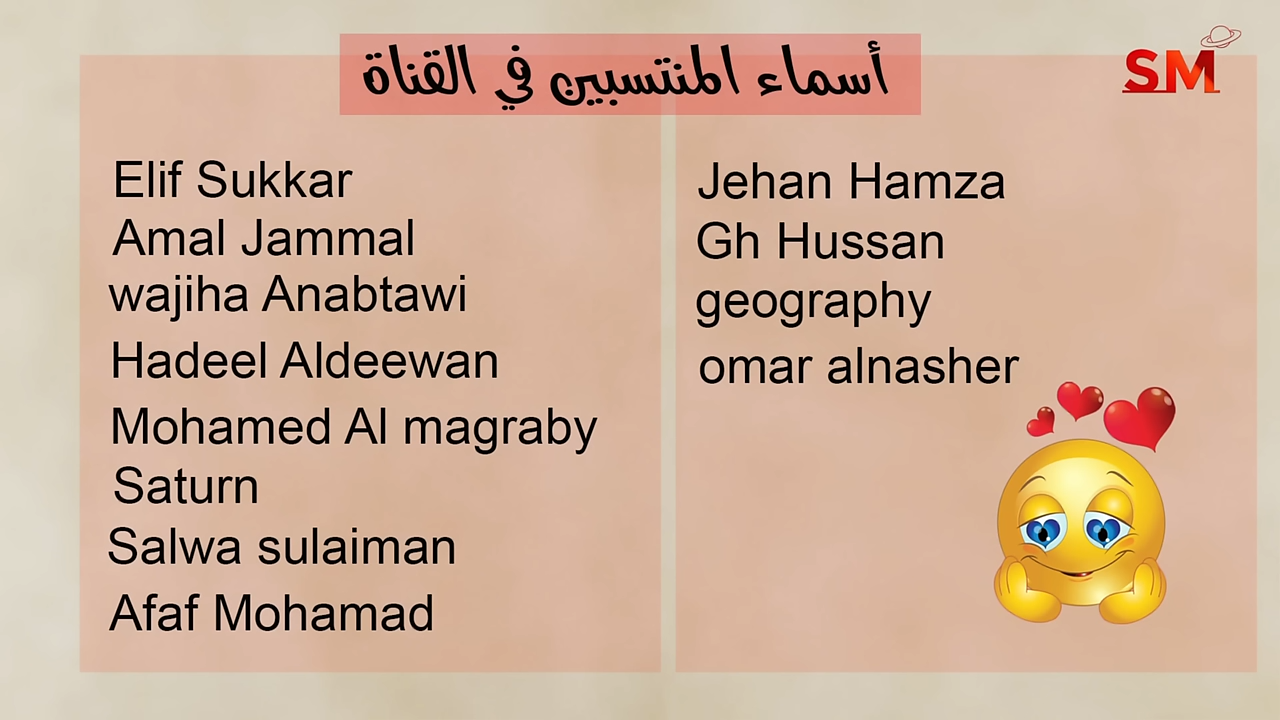 أسماء المنتسبين في القناة
SM
Elif Sukkar
Amal Jammal
wajiha Anabtawi
Hadeel Aldeewan
Mohamed Al magraby
Saturn
Salwa sulaiman
Afaf Mohamad
Jehan Hamza
Gh Hussan
geography
omar alnasher